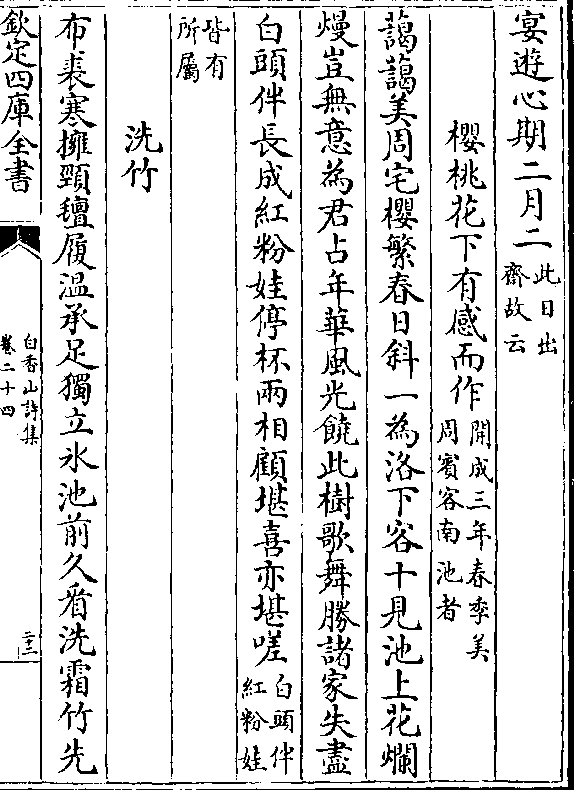 宴遊心期二月二此日出齋故云
櫻桃花下有感而作開成三年春季美周賓客南池者
藹藹美周宅櫻繁春日斜一為洛下客十見池上花爛
熳豈無意為君占年華風光饒此樹歌舞勝諸家失盡
白頭伴長成紅粉娃停杯兩相顧堪喜亦堪嗟白頭伴紅粉娃
皆有所屬
洗竹
布裘寒擁頸氊履溫承足獨立氷池前久看洗霜竹先
欽定四庫全書
白香山詩集
卷二十四
二十二